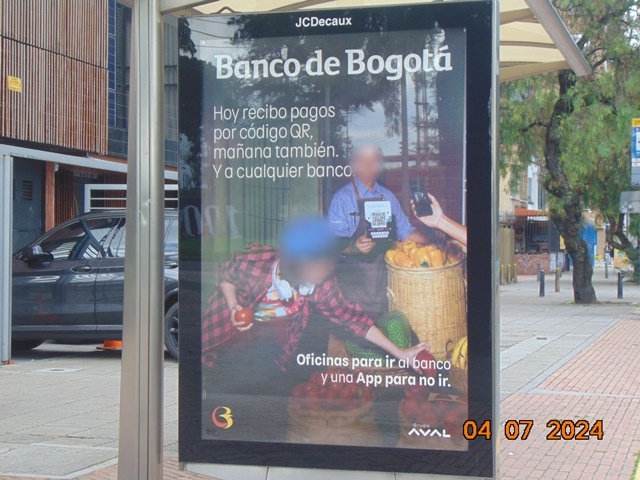 JCDecaux
Banco de Bogotá
Hoy recibo pagos
por código QR,
mañana también.
Y a cualquier banco.
Oficinas para ir al banco
y una App para no ir.
Grupo
AVAL
04 07 2024